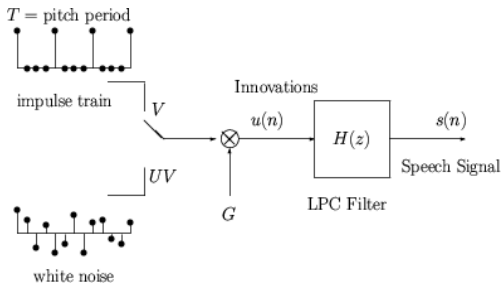 T = pitch period
impulse train
V
Innovations
u(n)
H(z)
s(n)
Speech Signal
UV
G
LPC Filter
white noise